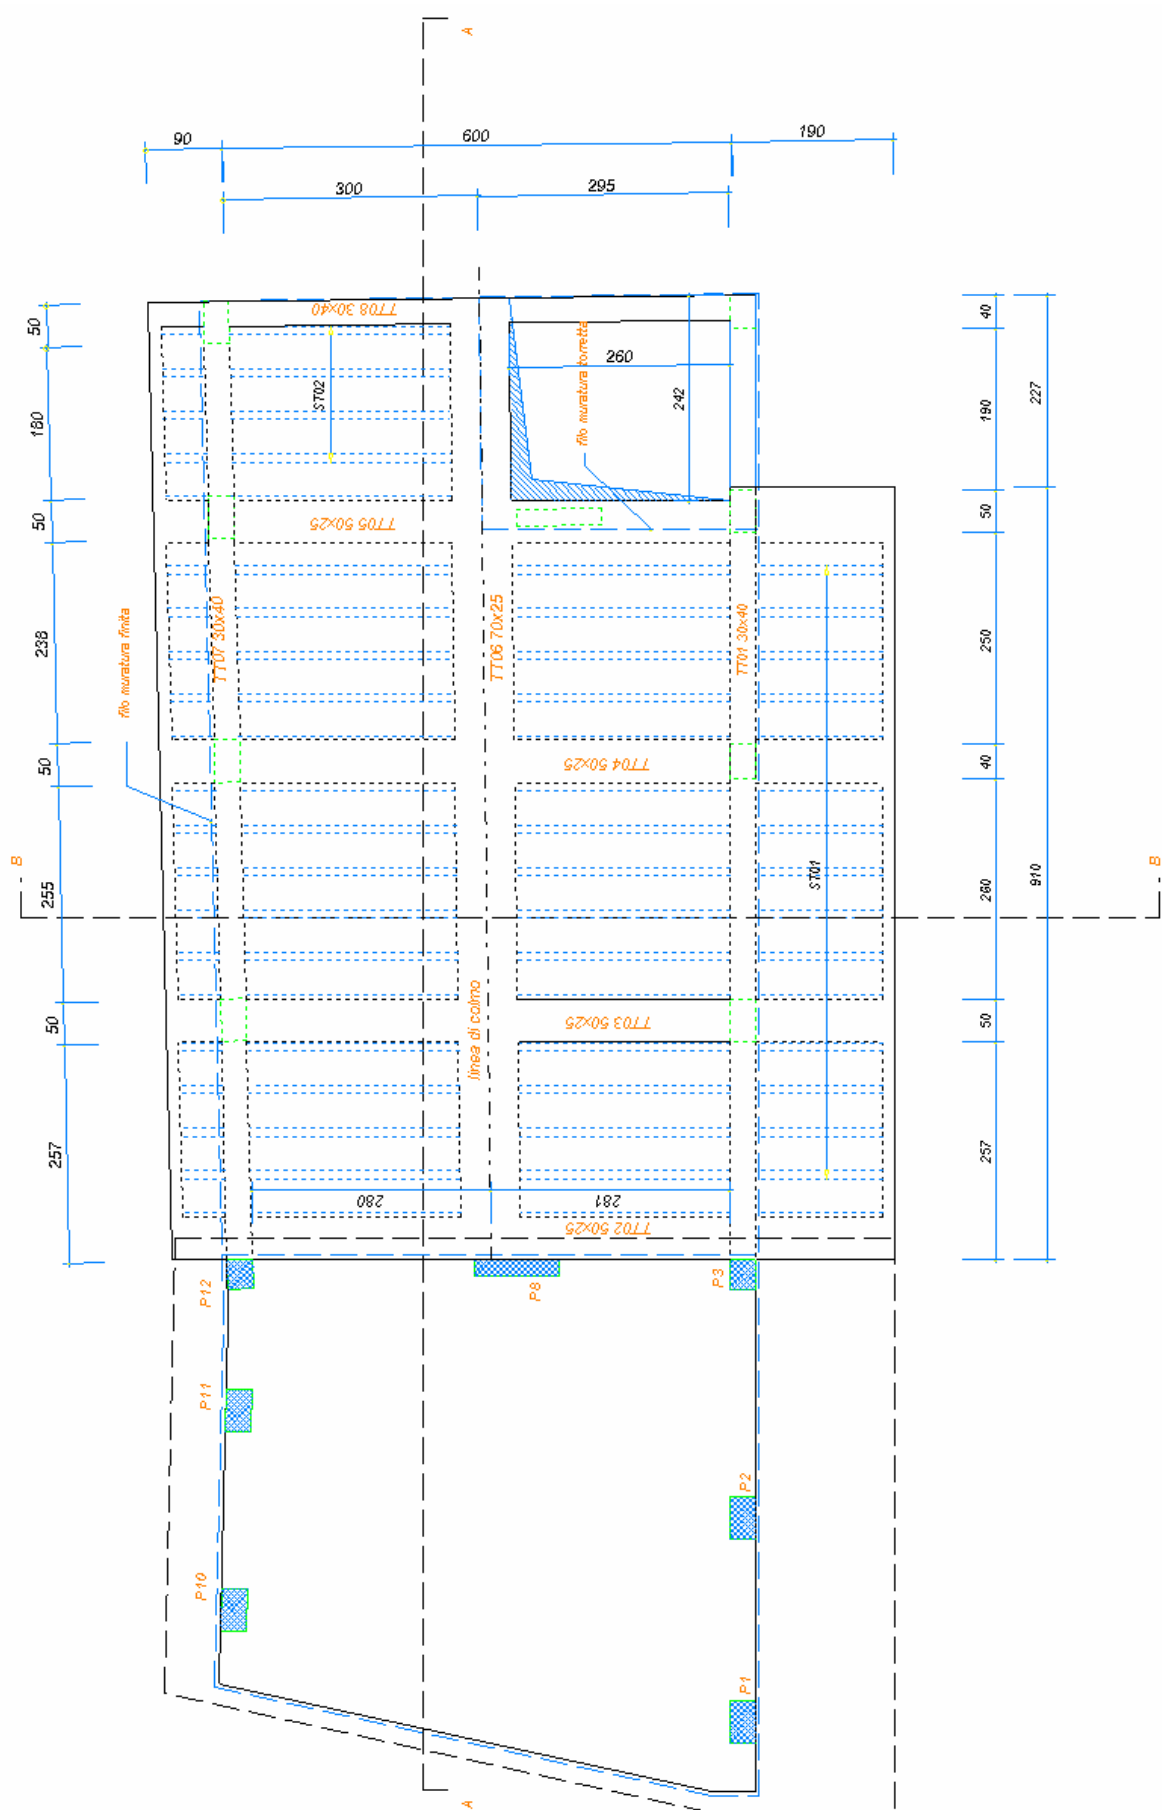 A
90
600
190
300
295
50
180
50
238
50
255
50
257
TT08 30x40
ST02
260
242
filo muratura torretta
40
190
227
50
250
40
260
910
50
257
TT05 50x25
filo muratura finita
TT07 30x40
TT06 70x25
TT01 30x40
TT04 50x25
ST01
B
B
linea di colmo
TT03 50x25
280
281
TT02 50x25
P12
P8
P3
P11
P2
P10
P1
A